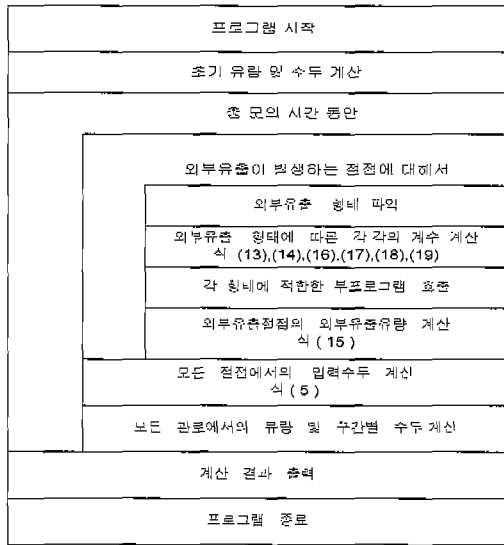 프로그램 시작
초기 유량 및 수두 계산
총 모의 시간 동안
외부유출이 발생하는 절점에 대해서
외부유출 형태 파악
외부유출 형태에 따른 각각의 계수 계산
식 (13),(14),(16),(17),(18),(19)
각 형태에 적합한 부프로그램 호출
외부유출절점의 외부유출유량 계산
식 ( 15 )
모든 절점에서의 압력수두 계산
식 ( 5 )
모든 관로에서의 유량 및 구간별 수두 계산
계산 결과 출력
프로그램 종료